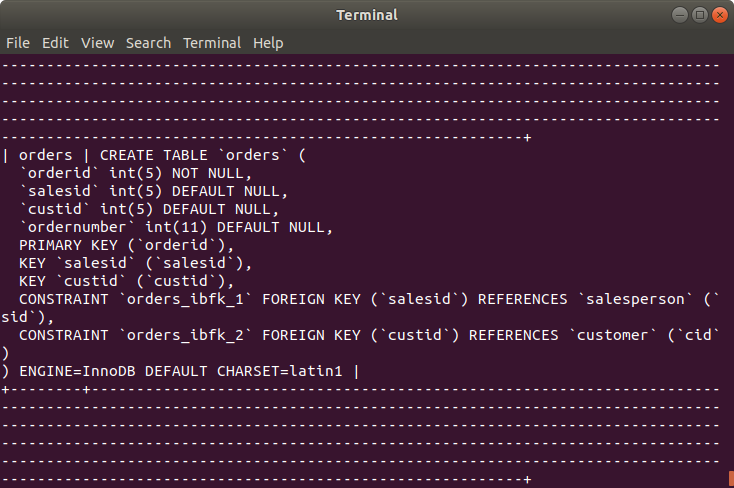 Terminal
File Edit View Search Terminal Help
--------------------------------------------------------------------------------
--------------------------------------------------------------------------------
--------------------------------------------------------------------------------
--------------------------------------------------------------------------------
----------------------------------------------------------+
| orders | CREATE TABLE `orders` (
  `orderid` int(5) NOT NULL,
  `salesid` int(5) DEFAULT NULL,
  `custid` int(5) DEFAULT NULL,
  `ordernumber` int(11) DEFAULT NULL,
  PRIMARY KEY (`orderid`),
  KEY `salesid` (`salesid`),
  KEY `custid` (`custid`),
  CONSTRAINT `orders_ibfk_1` FOREIGN KEY (`salesid`) REFERENCES `salesperson` (`
sid`),
  CONSTRAINT `orders_ibfk_2` FOREIGN KEY (`custid`) REFERENCES `customer` (`cid`
)
) ENGINE=InnoDB DEFAULT CHARSET=latin1 |
+--------+----------------------------------------------------------------------
--------------------------------------------------------------------------------
--------------------------------------------------------------------------------
--------------------------------------------------------------------------------
--------------------------------------------------------------------------------
----------------------------------------------------------+